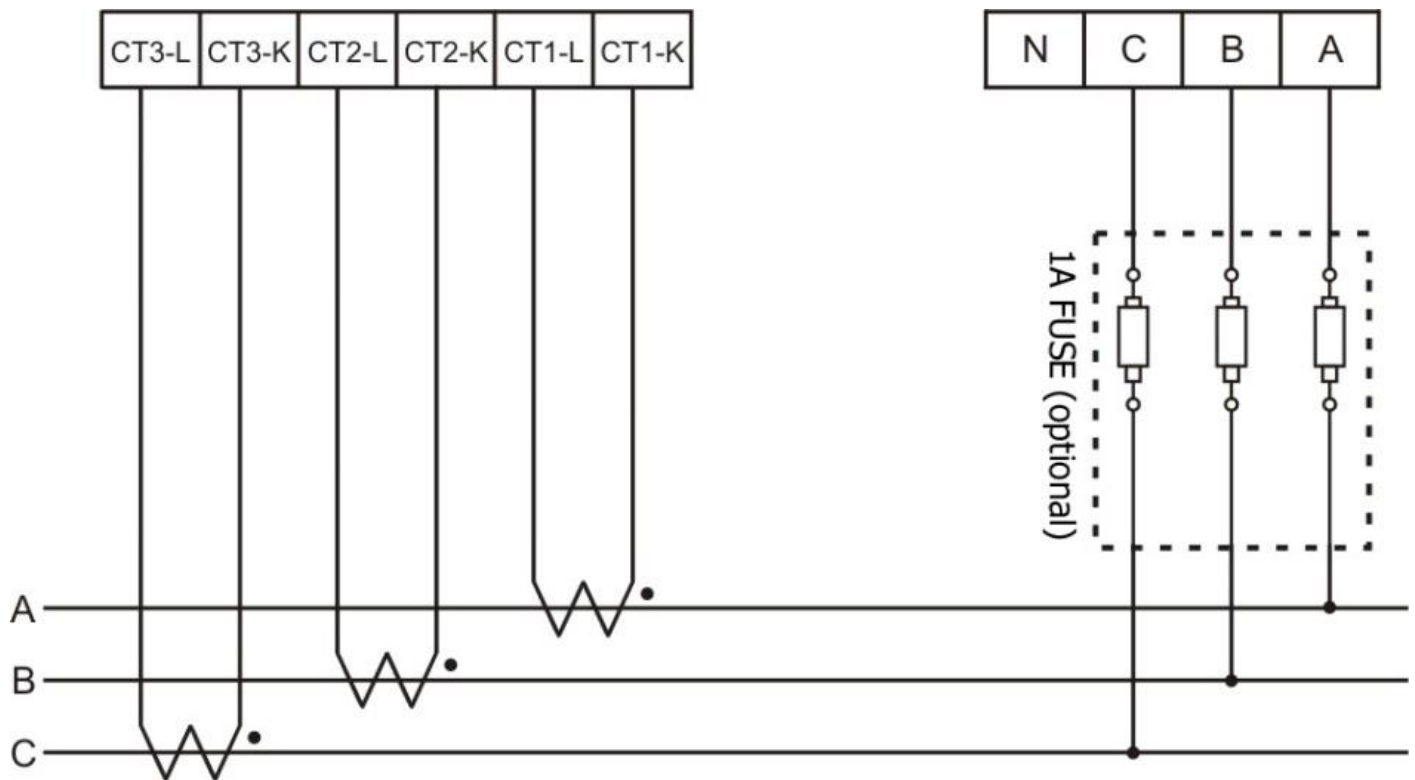 CT3-L CT3-K CT2-L CT2-K CT1-L CT1-K
N C B A
1A FUSE (optional)
A
B
C